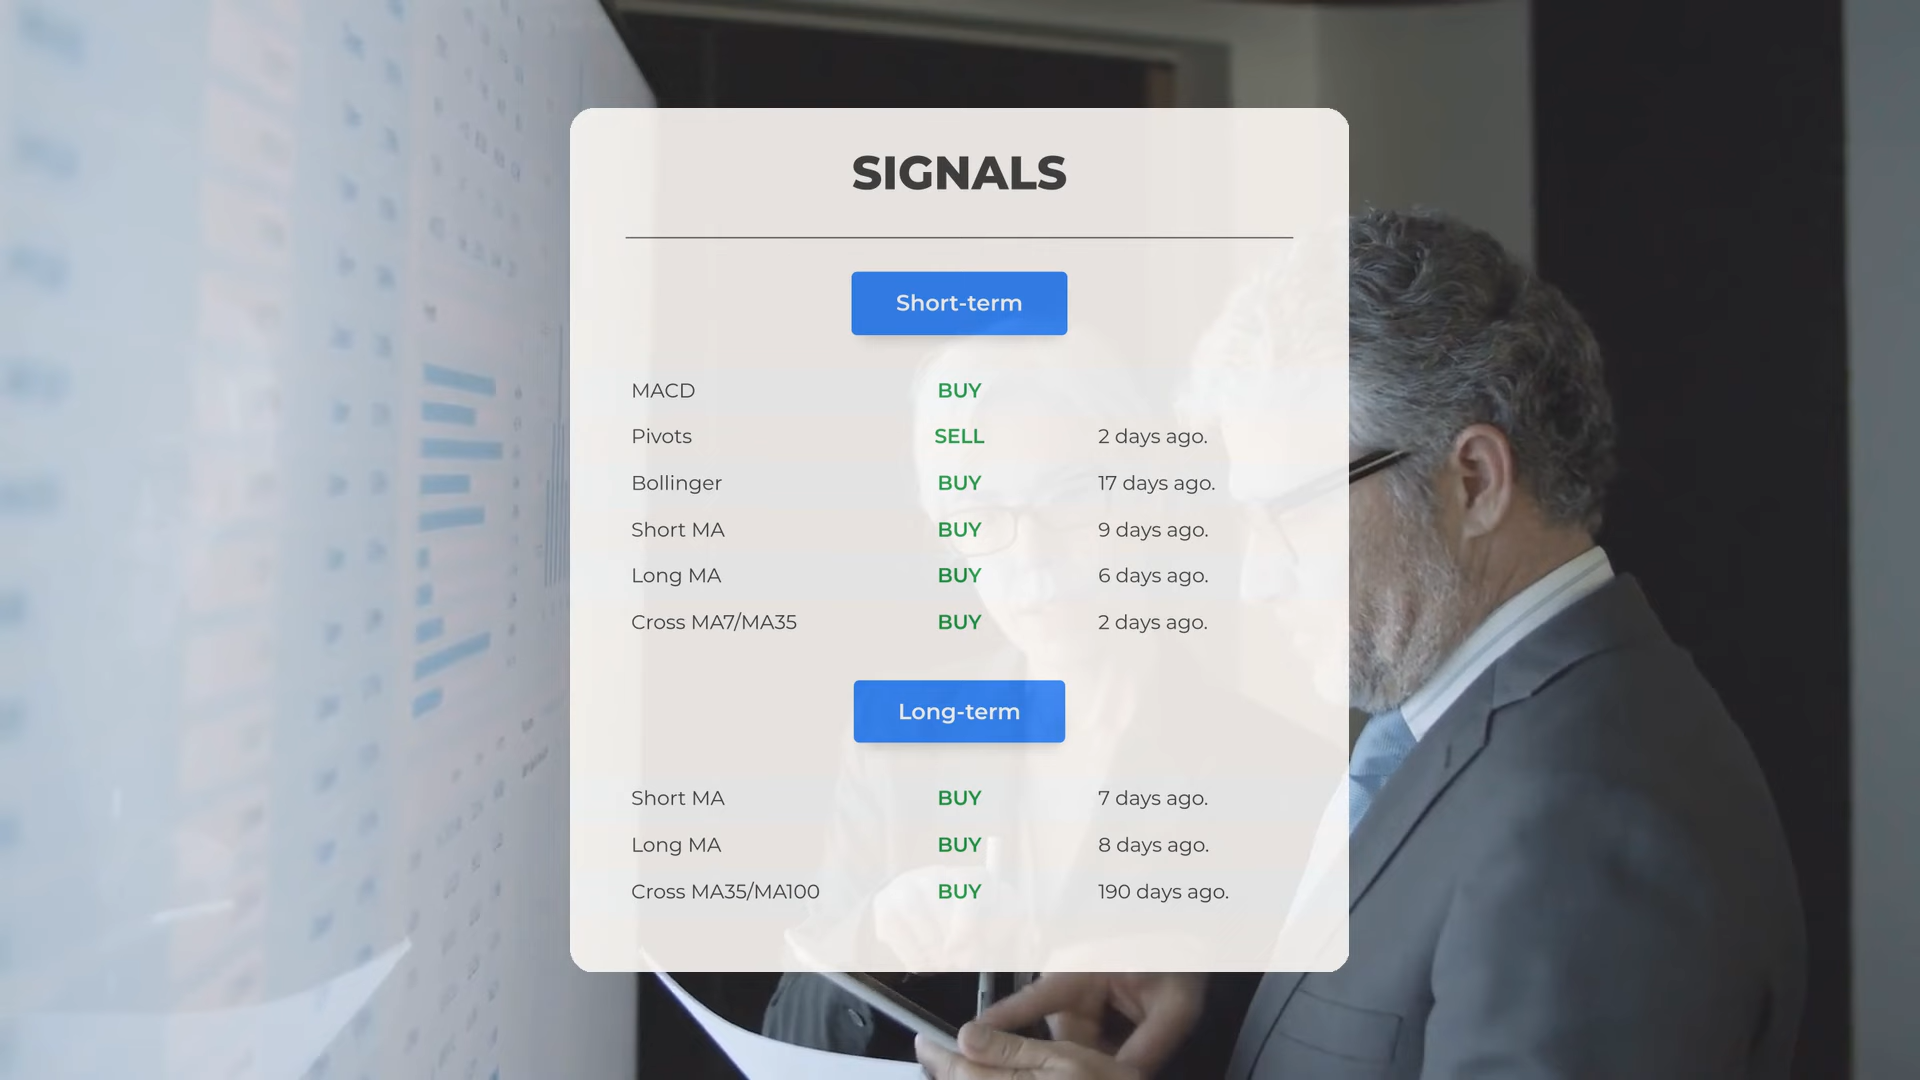 SIGNALS
Short-term
MACD BUY
Pivots SELL 2 days ago.
Bollinger BUY 17 days ago.
Short MA BUY 9 days ago.
Long MA BUY 6 days ago.
Cross MA7/MA35 BUY 2 days ago.
Long-term
Short MA BUY 7 days ago.
Long MA BUY 8 days ago.
Cross MA35/MA100 BUY 190 days ago.